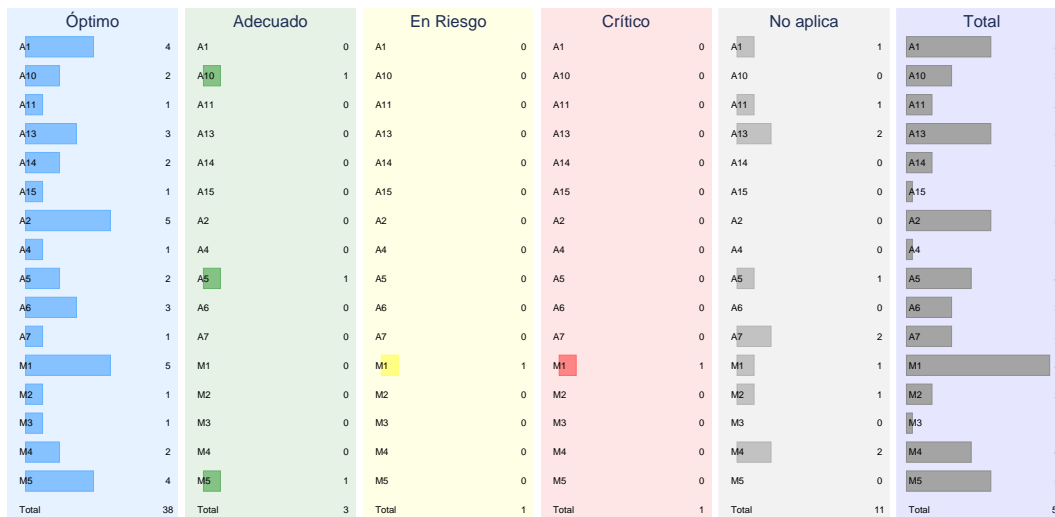 Óptimo Adecuado En Riesgo Crítico No aplica Total
A1 4 A1 0 A1 0 A1 0 A1 1 A1
A10 2 A10 1 A10 0 A10 0 A10 0 A10
A11 1 A11 0 A11 0 A11 0 A11 1 A11
A13 3 A13 0 A13 0 A13 0 A13 2 A13
A14 2 A14 0 A14 0 A14 0 A14 0 A14
A15 1 A15 0 A15 0 A15 0 A15 0 A15
A2 5 A2 0 A2 0 A2 0 A2 0 A2
A4 1 A4 0 A4 0 A4 0 A4 0 A4
A5 2 A5 1 A5 0 A5 0 A5 1 A5
A6 3 A6 0 A6 0 A6 0 A6 0 A6
A7 1 A7 0 A7 0 A7 0 A7 2 A7
M1 5 M1 0 M1 1 M1 1 M1 1 M1
M2 1 M2 0 M2 0 M2 0 M2 1 M2
M3 1 M3 0 M3 0 M3 0 M3 0 M3
M4 2 M4 0 M4 0 M4 0 M4 2 M4
M5 4 M5 1 M5 0 M5 0 M5 0 M5
Total 38 Total 3 Total 1 Total 1 Total 11 Total